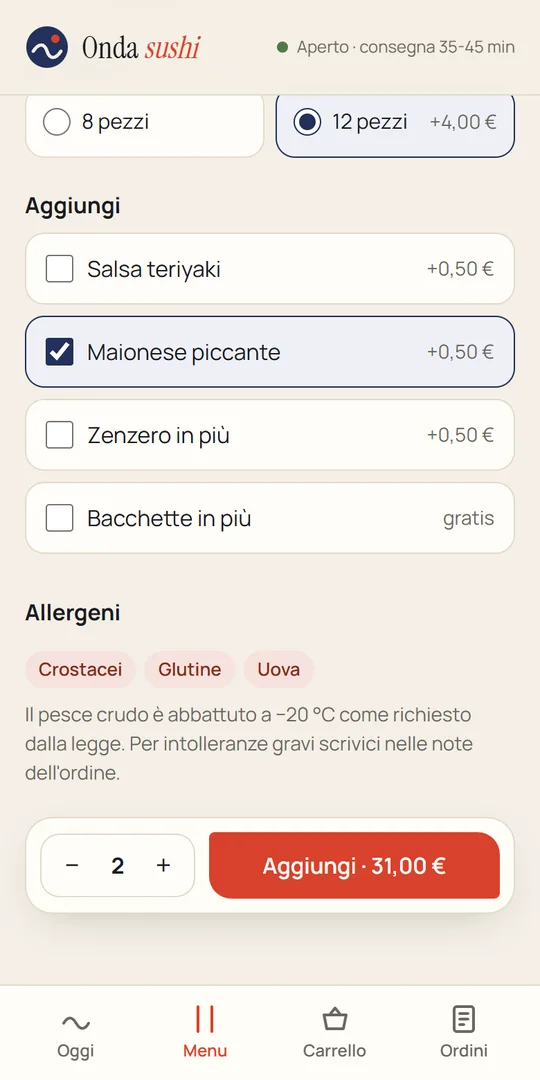 Onda sushi
Aperto · consegna 35-45 min
8 pezzi
12 pezzi +4,00 €
Aggiungi
Salsa teriyaki +0,50 €
Maionese piccante +0,50 €
Zenzero in più +0,50 €
Bacchette in più gratis
Allergeni
Crostacei Glutine Uova
Il pesce crudo è abbattuto a −20 °C come richiesto
dalla legge. Per intolleranze gravi scrivici nelle note
dell'ordine.
− 2 + Aggiungi · 31,00 €
Oggi Menu Carrello Ordini